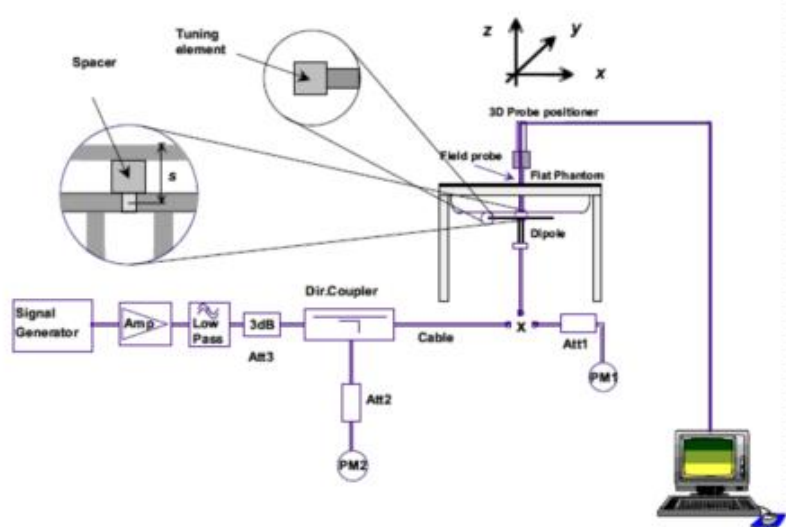 Tuning
element
Spacer
s
z
y
x
3D Probe positioner
Field probe
Flat Phantom
Dipole
Dir.Coupler
Signal
Generator
Amp
Low
Pass
3dB
Att3
Cable
x
Att1
PM1
Att2
PM2